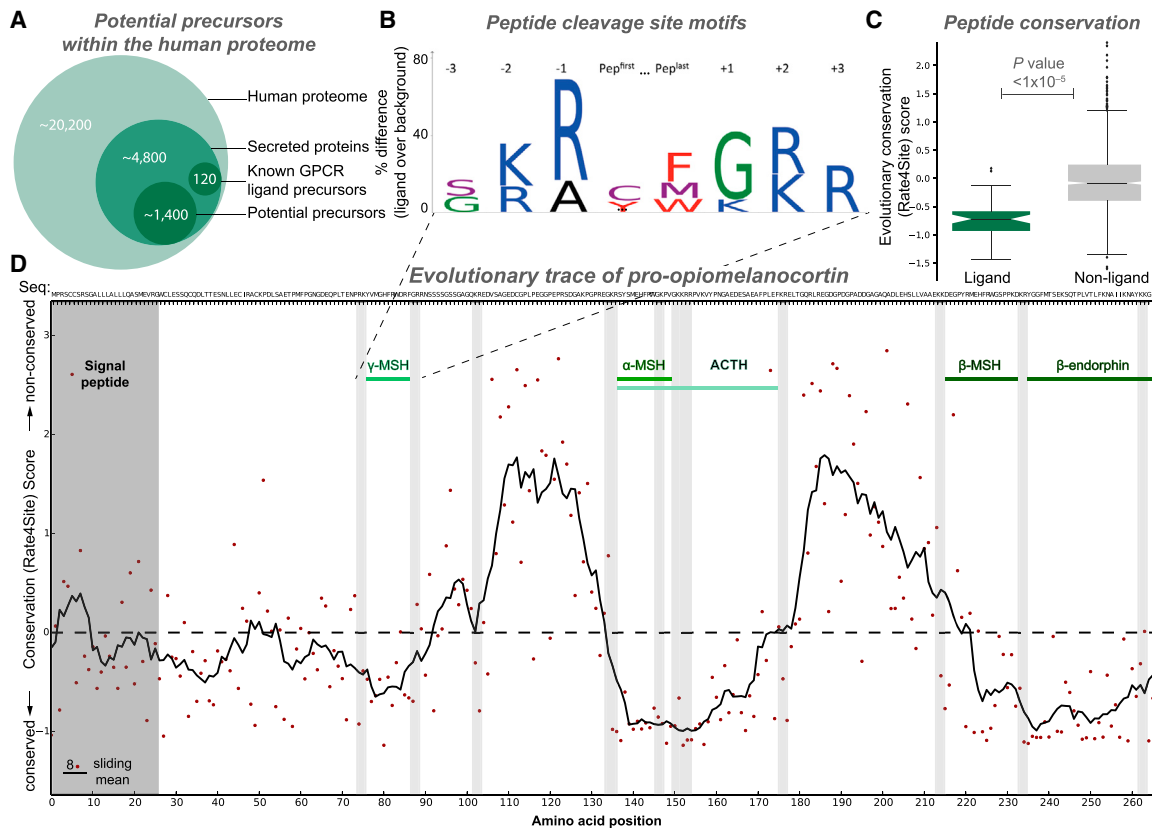 A
Potential precursors
within the human proteome
~20,200
~4,800
120
~1,400
Human proteome
Secreted proteins
Known GPCR
ligand precursors
Potential precursors
B
Peptide cleavage site motifs
% difference
(ligand over background)
80
40
0
-3 -2 -1 Pepfirst ... Peplast +1 +2 +3
S G
K R
R A
C Y
F M W
G K
R K
R
C
Peptide conservation
P value
<1x10−5
Evolutionary conservation
(Rate4Site) score
2.0
1.5
1.0
0.5
0.0
−0.5
−1.0
−1.5
Ligand Non-ligand
D
Evolutionary trace of pro-opiomelanocortin
Seq:
non-conserved
Conservation (Rate4Site) Score
conserved
3
2
1
0
−1
Signal
peptide
γ-MSH
α-MSH
ACTH
β-MSH
β-endorphin
8 sliding
mean
0 10 20 30 40 50 60 70 80 90 100 110 120 130 140 150 160 170 180 190 200 210 220 230 240 250 260
Amino acid position